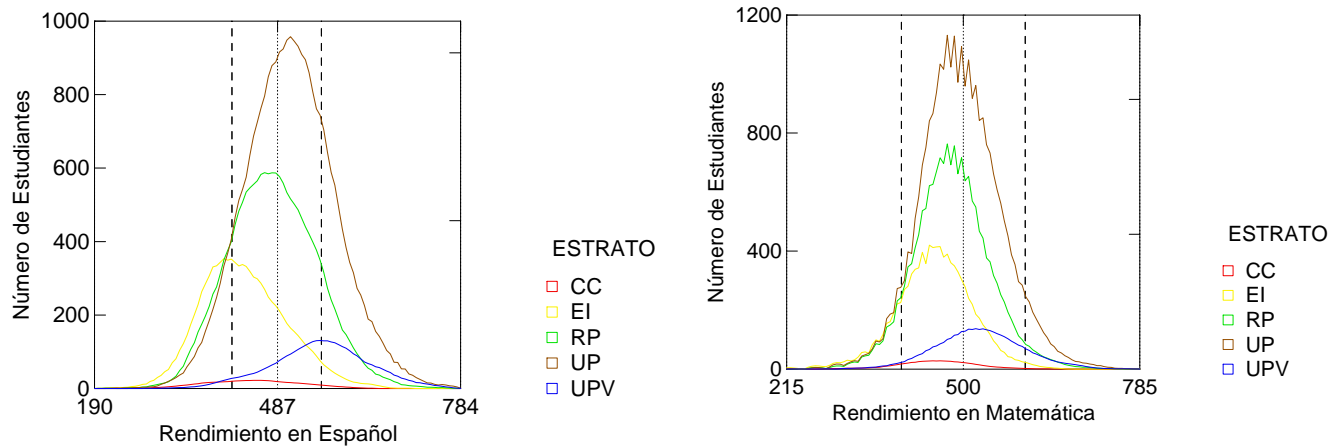 1000
800
600
400
200
0
190
487
784
Número de Estudiantes
Rendimiento en Español
ESTRATO
CC
EI
RP
UP
UPV
1200
800
400
0
215
500
785
Número de Estudiantes
Rendimiento en Matemática
ESTRATO
CC
EI
RP
UP
UPV